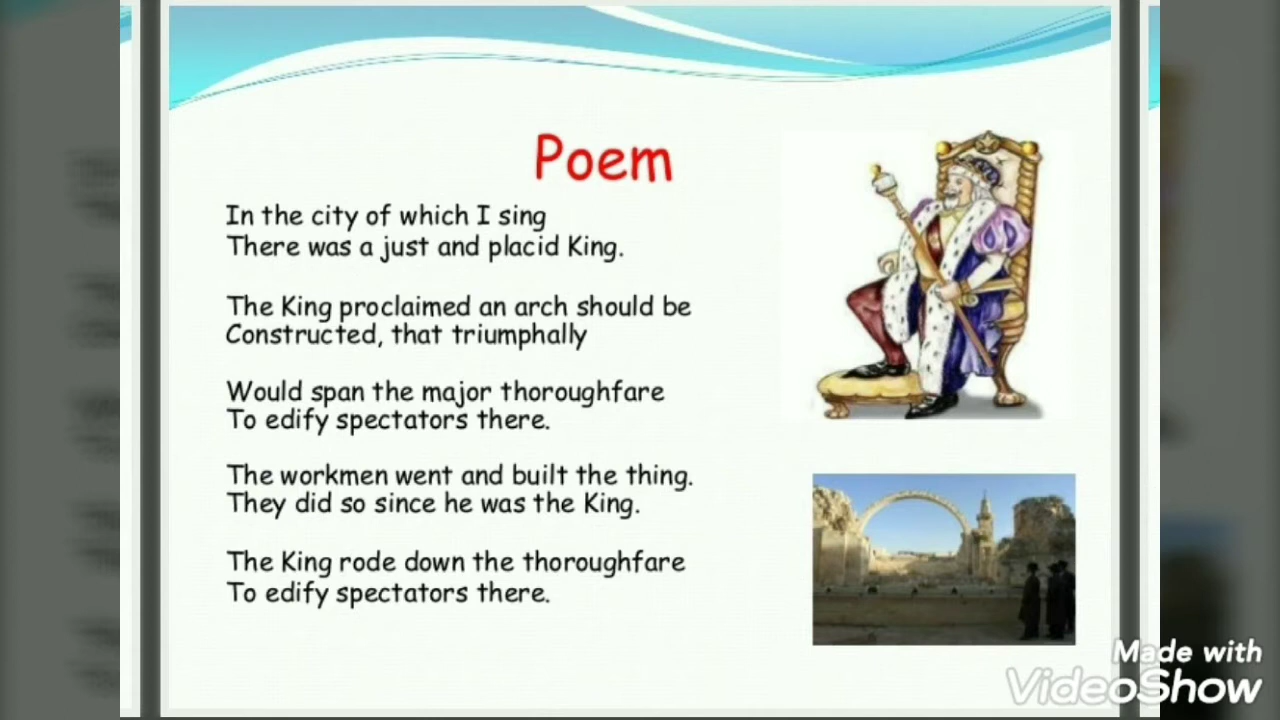 Poem
In the city of which I sing
There was a just and placid King.
The King proclaimed an arch should be
Constructed, that triumphally
Would span the major thoroughfare
To edify spectators there.
The workmen went and built the thing.
They did so since he was the King.
The King rode down the thoroughfare
To edify spectators there.
Made with
VideoShow